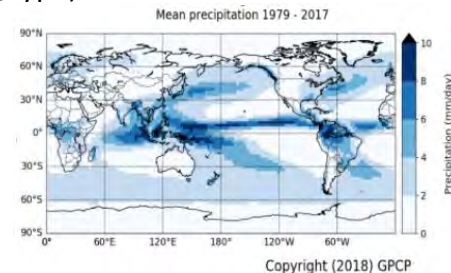 Mean precipitation 1979 - 2017
90°N
60°N
30°N
0°
30°S
60°S
90°S
0°
60°E
120°E
180°
120°W
60°W
10
8
6
4
2
0
Precipitation (mm/day)
Copyright (2018) GPCP